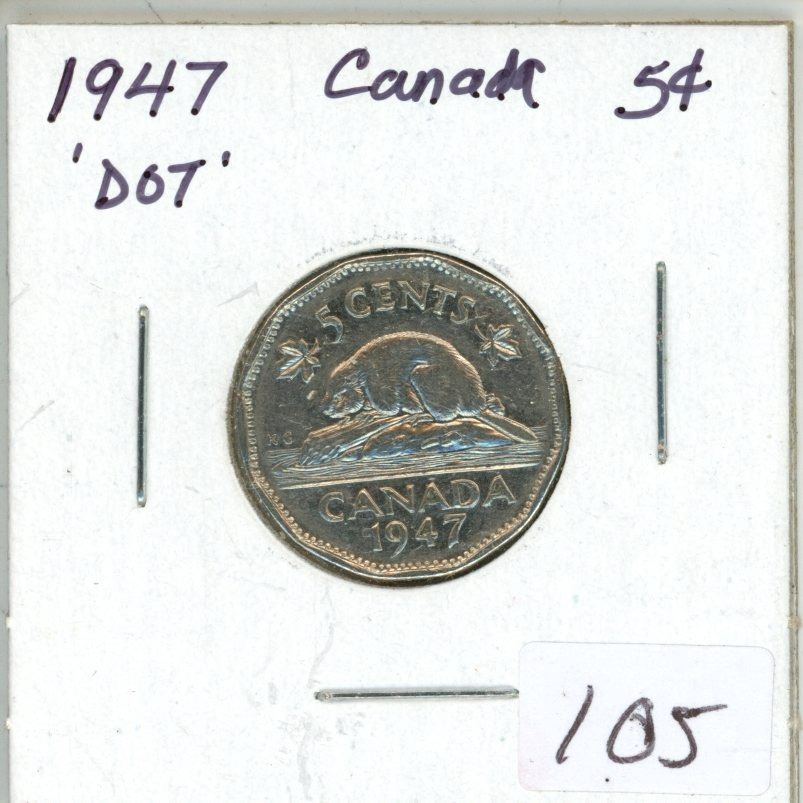 1947 Canada 5¢
'DOT'
5 CENTS
KG
CANADA
1947
105